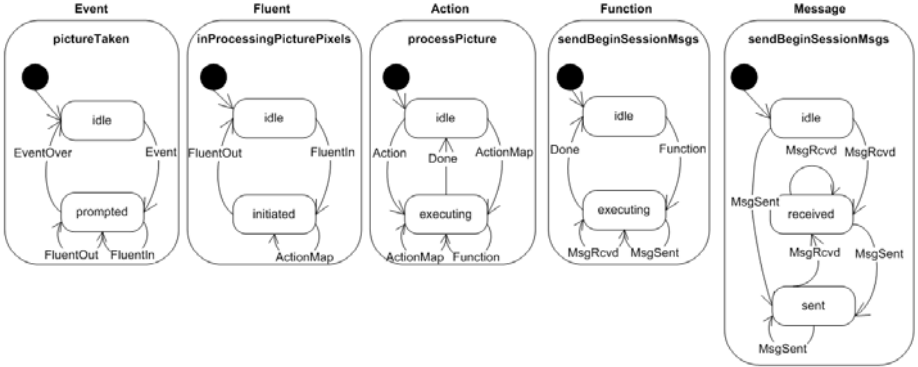 Event
Fluent
Action
Function
Message
pictureTaken
inProcessingPicturePixels
processPicture
sendBeginSessionMsgs
sendBeginSessionMsgs
idle
EventOver
Event
prompted
FluentOut
FluentIn
idle
FluentOut
FluentIn
initiated
ActionMap
idle
Action
Done
ActionMap
executing
ActionMap
Function
idle
Done
Function
executing
MsgRcvd
MsgSent
idle
MsgRcvd
MsgRcvd
MsgSent
received
MsgRcvd
MsgSent
sent
MsgSent